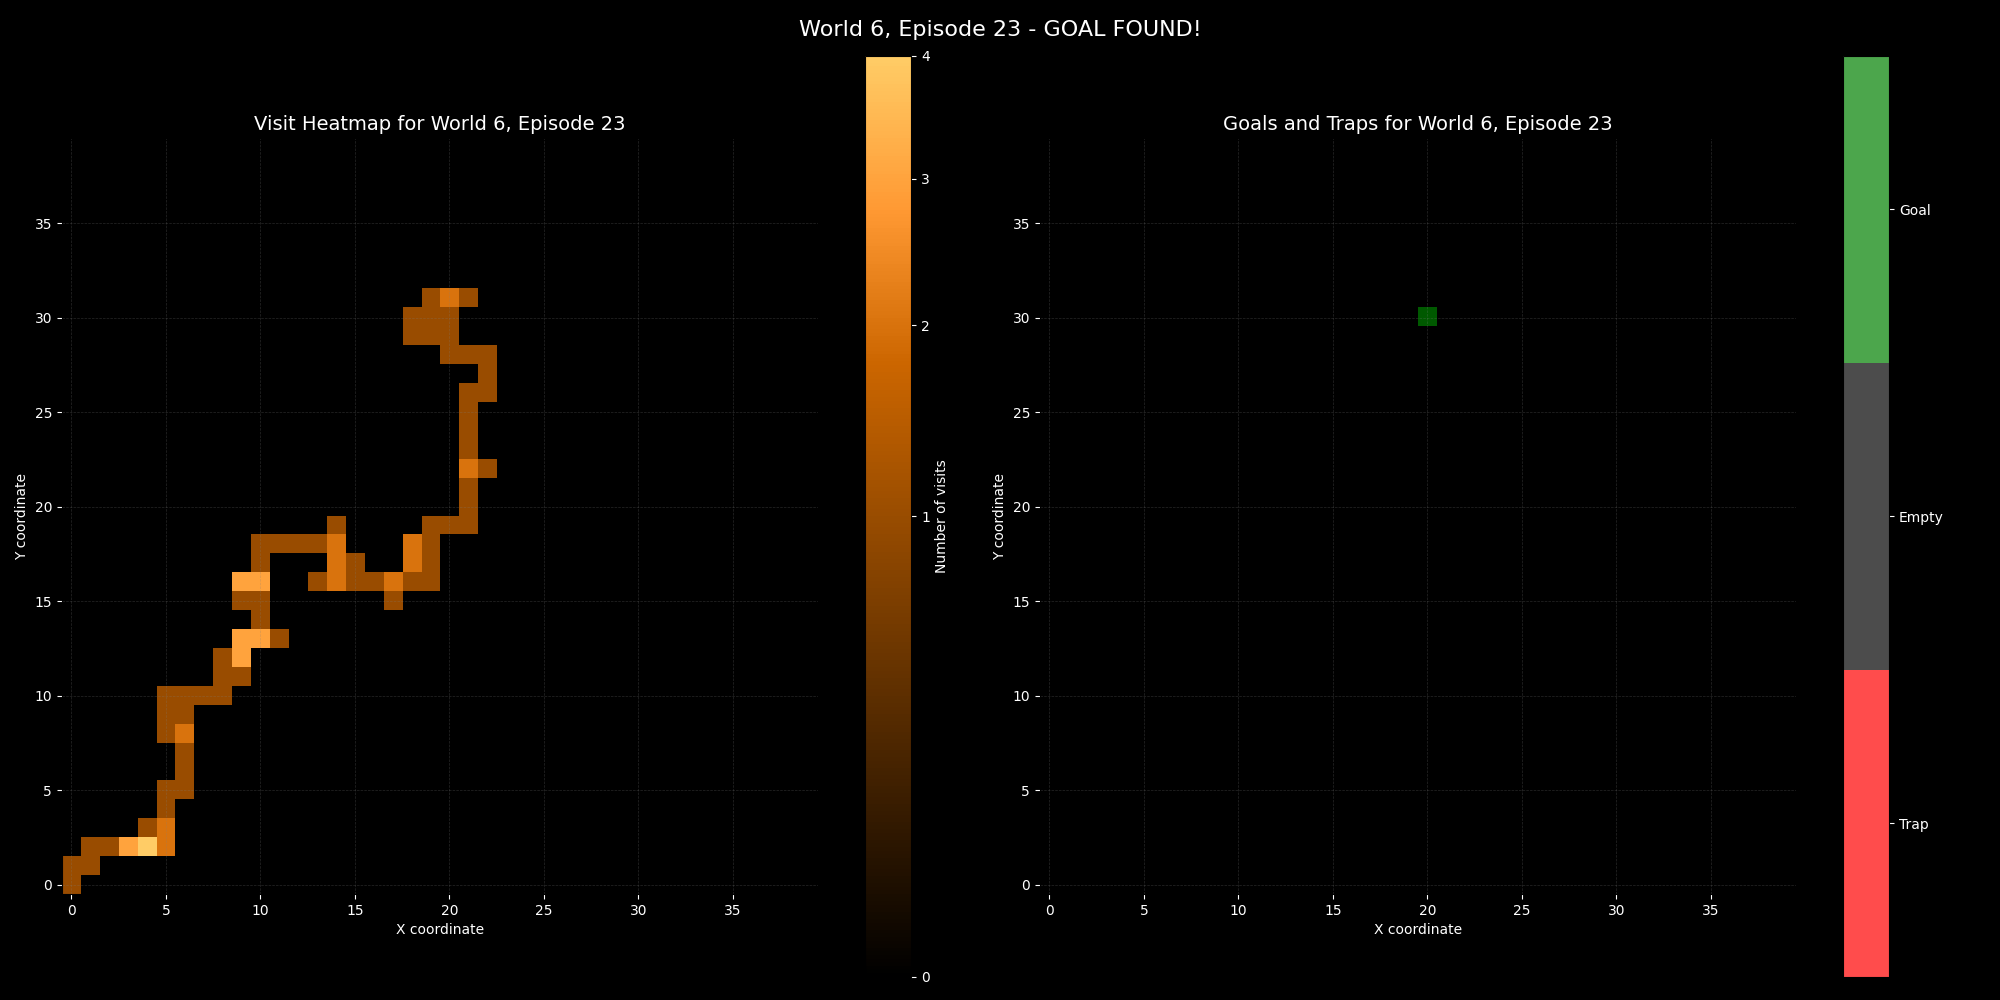 World 6, Episode 23 - GOAL FOUND!
Visit Heatmap for World 6, Episode 23
35
30
25
20
15
10
5
0
Y coordinate
0 5 10 15 20 25 30 35
X coordinate
4
3
2
1
0
Number of visits
Goals and Traps for World 6, Episode 23
35
30
25
20
15
10
5
0
Y coordinate
0 5 10 15 20 25 30 35
X coordinate
Goal
Empty
Trap